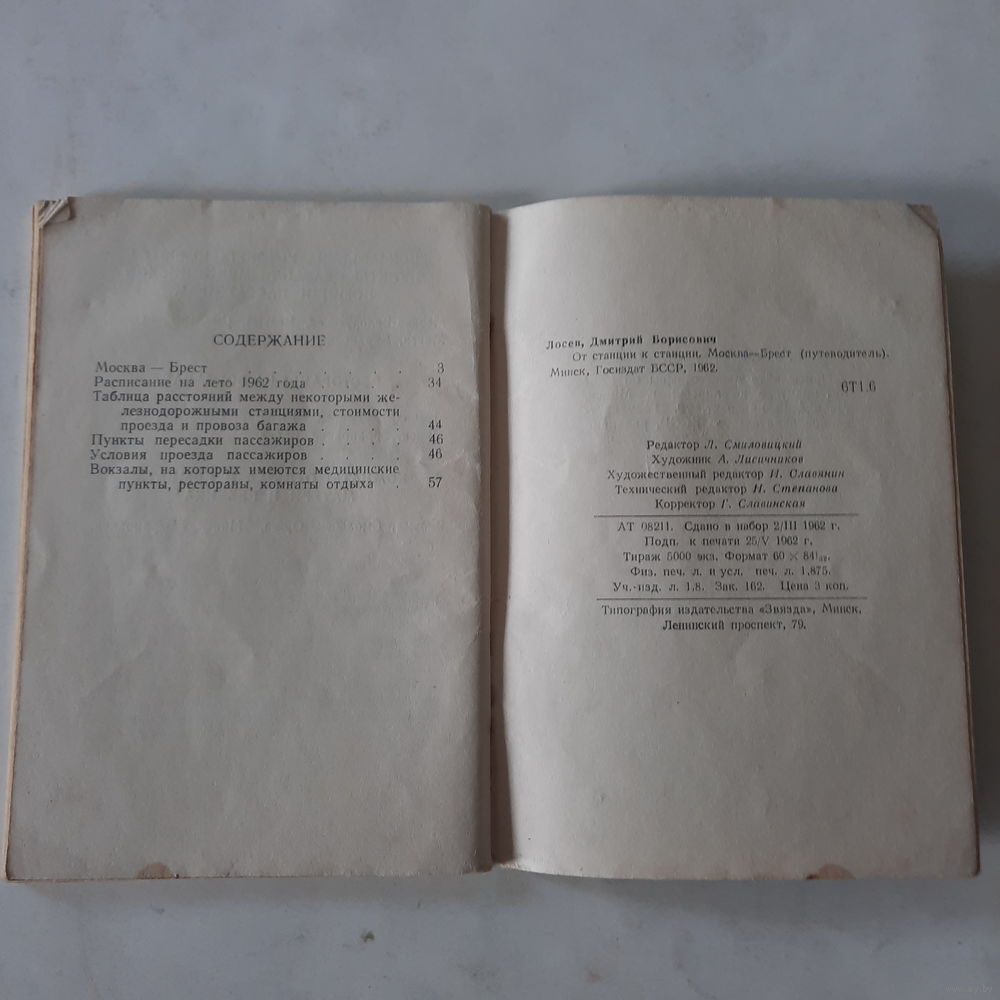 СОДЕРЖАНИЕ
Москва — Брест . . . . . . 3
Расписание на лето 1962 года . . . 34
Таблица расстояний между некоторыми же-
лезнодорожными станциями, стоимости
проезда и провоза багажа . . . . 44
Пункты пересадки пассажиров . . . . 46
Условия проезда пассажиров . . . . 46
Вокзалы, на которых имеются медицинские
пункты, рестораны, комнаты отдыха . 57
Лосев, Дмитрий Борисович
От станции к станции. Москва—Брест (путеводитель).
Минск, Госиздат БССР, 1962.
6Т1.6
Редактор Л. Смиловицкий
Художник А. Лисичников
Художественный редактор И. Славянин
Технический редактор Н. Степанова
Корректор Г. Славинская
АТ 08211. Сдано в набор 2/III 1962 г.
Подп. к печати 25/V 1962 г.
Тираж 5000 экз. Формат 60 × 84
Физ. печ. л. и усл. печ. л. 1,875.
Уч.-изд. л. 1,8. Зак. 162. Цена 3 коп.
Типография издательства «Звязда», Минск,
Ленинский проспект, 79.